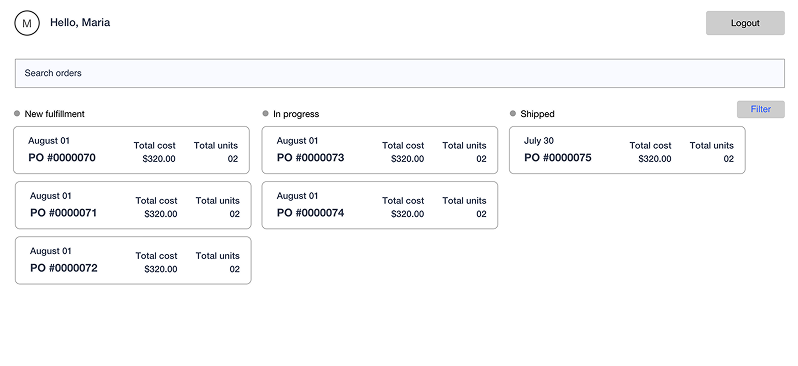 M
Hello, Maria
Logout
Search orders
Filter
New fulfillment
August 01
PO #0000070
Total cost
$320.00
Total units
02
August 01
PO #0000071
Total cost
$320.00
Total units
02
August 01
PO #0000072
Total cost
$320.00
Total units
02
In progress
August 01
PO #0000073
Total cost
$320.00
Total units
02
August 01
PO #0000074
Total cost
$320.00
Total units
02
Shipped
July 30
PO #0000075
Total cost
$320.00
Total units
02